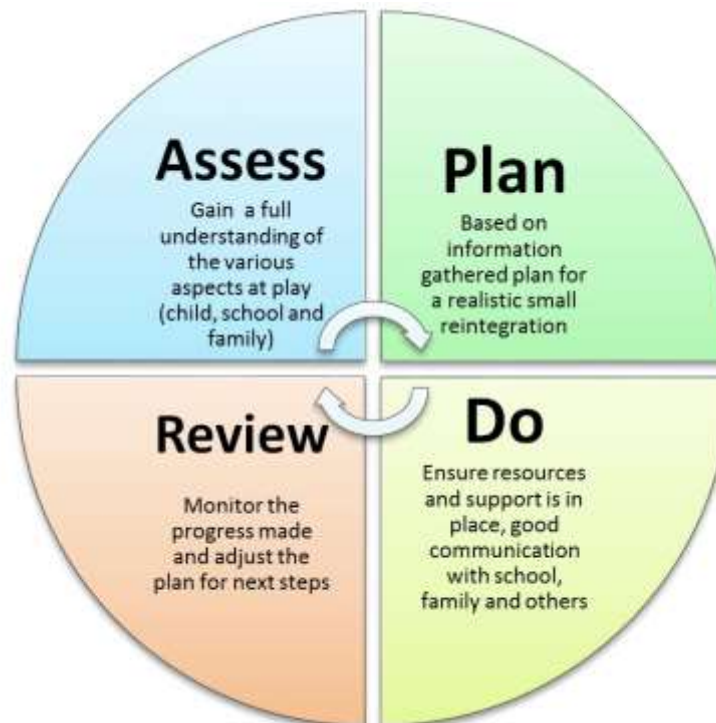 Assess
Gain a full
understanding of
the various
aspects at play
(child, school and
family)
Plan
Based on
information
gathered plan for
a realistic small
reintegration
Do
Ensure resources
and support is in
place, good
communication
with school,
family and others
Review
Monitor the
progress made
and adjust the
plan for next steps